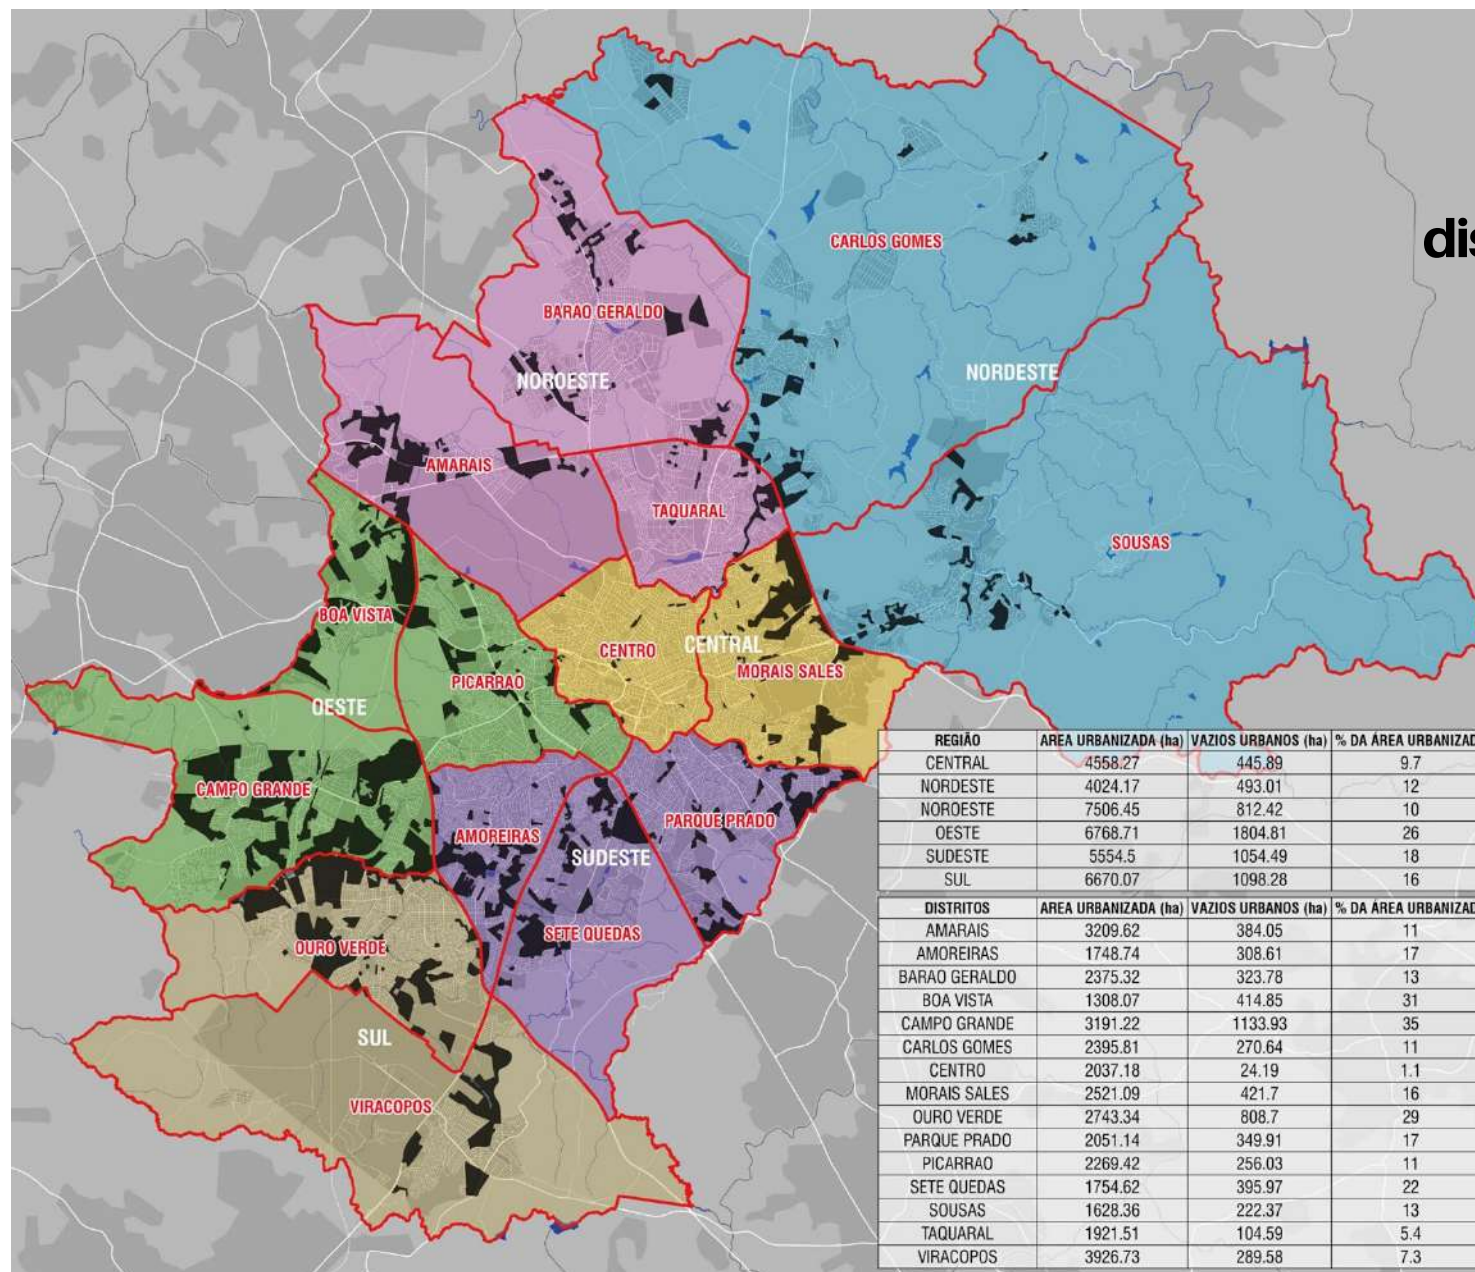 dis
CARLOS GOMES
BARAO GERALDO
NOROESTE
NORDESTE
AMARAIS
TAQUARAL
SOUSAS
BOA VISTA
CENTRO
CENTRAL
MORAIS SALES
PICARRAO
OESTE
CAMPO GRANDE
AMOREIRAS
PARQUE PRADO
SUDESTE
SETE QUEDAS
OURO VERDE
SUL
VIRACOPOS
REGIÃO AREA URBANIZADA (ha) VAZIOS URBANOS (ha) % DA ÁREA URBANIZAD
CENTRAL 4558.27 445.89 9.7
NORDESTE 4024.17 493.01 12
NOROESTE 7506.45 812.42 10
OESTE 6768.71 1804.81 26
SUDESTE 5554.5 1054.49 18
SUL 6670.07 1098.28 16
DISTRITOS AREA URBANIZADA (ha) VAZIOS URBANOS (ha) % DA ÁREA URBANIZAD
AMARAIS 3209.62 384.05 11
AMOREIRAS 1748.74 308.61 17
BARAO GERALDO 2375.32 323.78 13
BOA VISTA 1308.07 414.85 31
CAMPO GRANDE 3191.22 1133.93 35
CARLOS GOMES 2395.81 270.64 11
CENTRO 2037.18 24.19 1.1
MORAIS SALES 2521.09 421.7 16
OURO VERDE 2743.34 808.7 29
PARQUE PRADO 2051.14 349.91 17
PICARRAO 2269.42 256.03 11
SETE QUEDAS 1754.62 395.97 22
SOUSAS 1628.36 222.37 13
TAQUARAL 1921.51 104.59 5.4
VIRACOPOS 3926.73 289.58 7.3